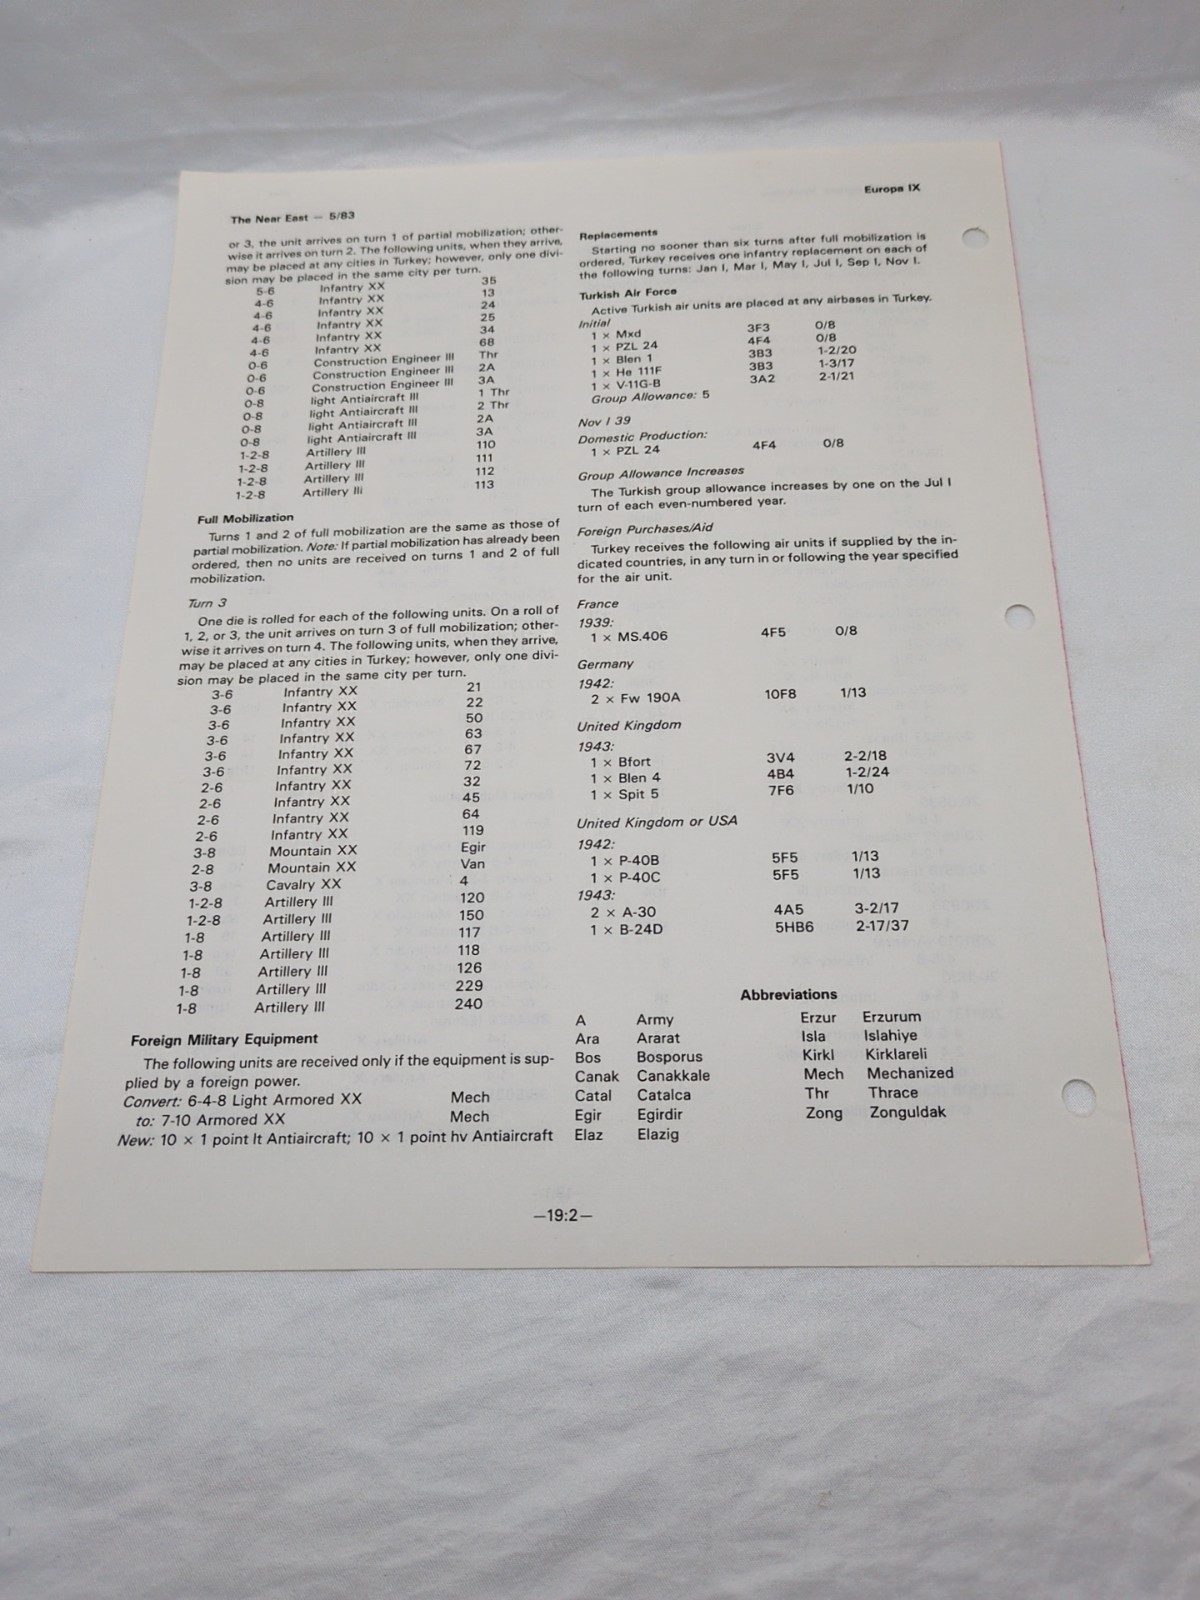 The Near East — 5/83
Europa IX
or 3, the unit arrives on turn 1 of partial mobilization; other-
wise it arrives on turn 2. The following units, when they arrive,
may be placed at any cities in Turkey; however, only one divi-
sion may be placed in the same city per turn.
5-6 Infantry XX 35
4-6 Infantry XX 13
4-6 Infantry XX 24
4-6 Infantry XX 25
4-6 Infantry XX 34
4-6 Infantry XX 68
0-6 Construction Engineer III Thr
0-6 Construction Engineer III 2A
0-6 Construction Engineer III 3A
0-8 light Antiaircraft III 1 Thr
0-8 light Antiaircraft III 2 Thr
0-8 light Antiaircraft III 2A
0-8 light Antiaircraft III 3A
1-2-8 Artillery III 110
1-2-8 Artillery III 111
1-2-8 Artillery III 112
1-2-8 Artillery III 113
Full Mobilization
Turns 1 and 2 of full mobilization are the same as those of
partial mobilization. Note: If partial mobilization has already been
ordered, then no units are received on turns 1 and 2 of full
mobilization.
Turn 3
One die is rolled for each of the following units. On a roll of
1, 2, or 3, the unit arrives on turn 3 of full mobilization; other-
wise it arrives on turn 4. The following units, when they arrive,
may be placed at any cities in Turkey; however, only one divi-
sion may be placed in the same city per turn.
3-6 Infantry XX 21
3-6 Infantry XX 22
3-6 Infantry XX 50
3-6 Infantry XX 63
3-6 Infantry XX 67
3-6 Infantry XX 72
2-6 Infantry XX 32
2-6 Infantry XX 45
2-6 Infantry XX 64
2-6 Infantry XX 119
3-8 Mountain XX Egir
2-8 Mountain XX Van
3-8 Cavalry XX 4
1-2-8 Artillery III 120
1-2-8 Artillery III 150
1-8 Artillery III 117
1-8 Artillery III 118
1-8 Artillery III 126
1-8 Artillery III 229
1-8 Artillery III 240
Foreign Military Equipment
The following units are received only if the equipment is sup-
plied by a foreign power.
Convert: 6-4-8 Light Armored XX Mech
to: 7-10 Armored XX Mech
New: 10 × 1 point lt Antiaircraft; 10 × 1 point hv Antiaircraft
Replacements
Starting no sooner than six turns after full mobilization is
ordered, Turkey receives one infantry replacement on each of
the following turns: Jan I, Mar I, May I, Jul I, Sep I, Nov I.
Turkish Air Force
Active Turkish air units are placed at any airbases in Turkey.
Initial
1 × Mxd 3F3 0/8
1 × PZL 24 4F4 0/8
1 × Blen 1 3B3 1-2/20
1 × He 111F 3B3 1-3/17
1 × V-11G-B 3A2 2-1/21
Group Allowance: 5
Nov I 39
Domestic Production:
1 × PZL 24 4F4 0/8
Group Allowance Increases
The Turkish group allowance increases by one on the Jul I
turn of each even-numbered year.
Foreign Purchases/Aid
Turkey receives the following air units if supplied by the in-
dicated countries, in any turn in or following the year specified
for the air unit.
France
1939:
1 × MS.406 4F5 0/8
Germany
1942:
2 × Fw 190A 10F8 1/13
United Kingdom
1943:
1 × Bfort 3V4 2-2/18
1 × Blen 4 4B4 1-2/24
1 × Spit 5 7F6 1/10
United Kingdom or USA
1942:
1 × P-40B 5F5 1/13
1 × P-40C 5F5 1/13
1943:
2 × A-30 4A5 3-2/17
1 × B-24D 5HB6 2-17/37
Abbreviations
A Army Erzur Erzurum
Ara Ararat Isla Islahiye
Bos Bosporus Kirkl Kirklareli
Canak Canakkale Mech Mechanized
Catal Catalca Thr Thrace
Egir Egirdir Zong Zonguldak
Elaz Elazig
—19:2—